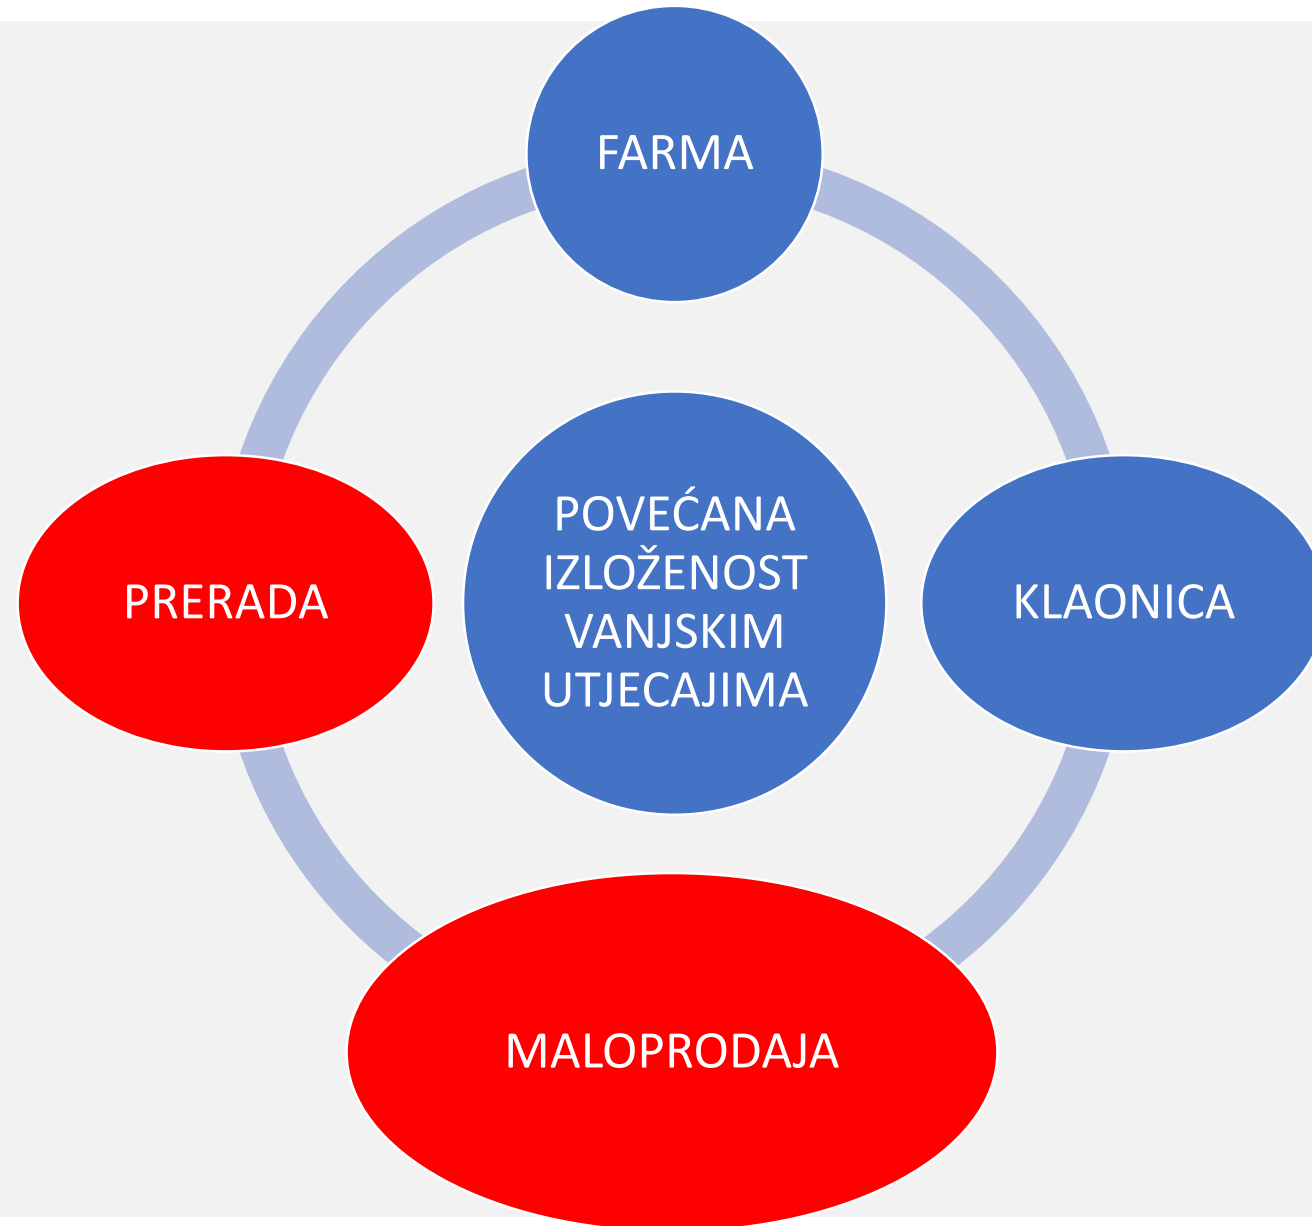 FARMA
PRERADA
POVEĆANA
IZLOŽENOST
VANJSKIM
UTJECAJIMA
KLAONICA
MALOPRODAJA